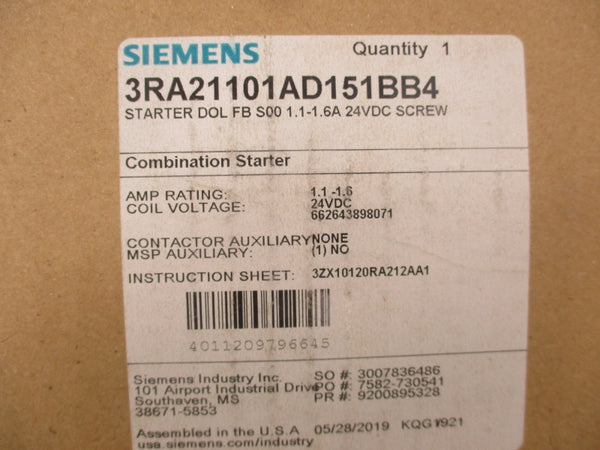 SIEMENS Quantity 1
3RA21101AD151BB4
STARTER DOL FB S00 1.1-1.6A 24VDC SCREW
Combination Starter
AMP RATING: 1.1 -1.6
COIL VOLTAGE: 24VDC
662643898071
CONTACTOR AUXILIARY NONE
MSP AUXILIARY: (1) NO
INSTRUCTION SHEET: 3ZX10120RA212AA1
4011209796645
Siemens Industry Inc. SO #: 3007836486
101 Airport Industrial Drive PO #: 7582-730541
Southaven, MS PR #: 9200895328
38671-5853
Assembled in the U.S.A 05/28/2019
usa.siemens.com/industry